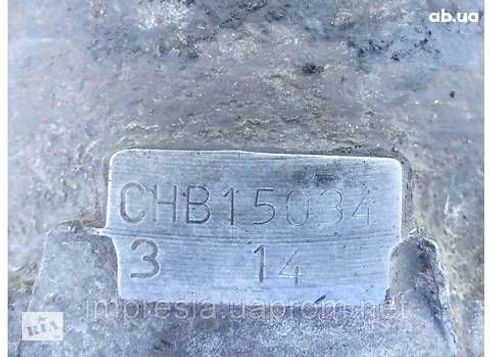 ab.ua
CHB15034
3 14
impresia.uaprom.net
RIA